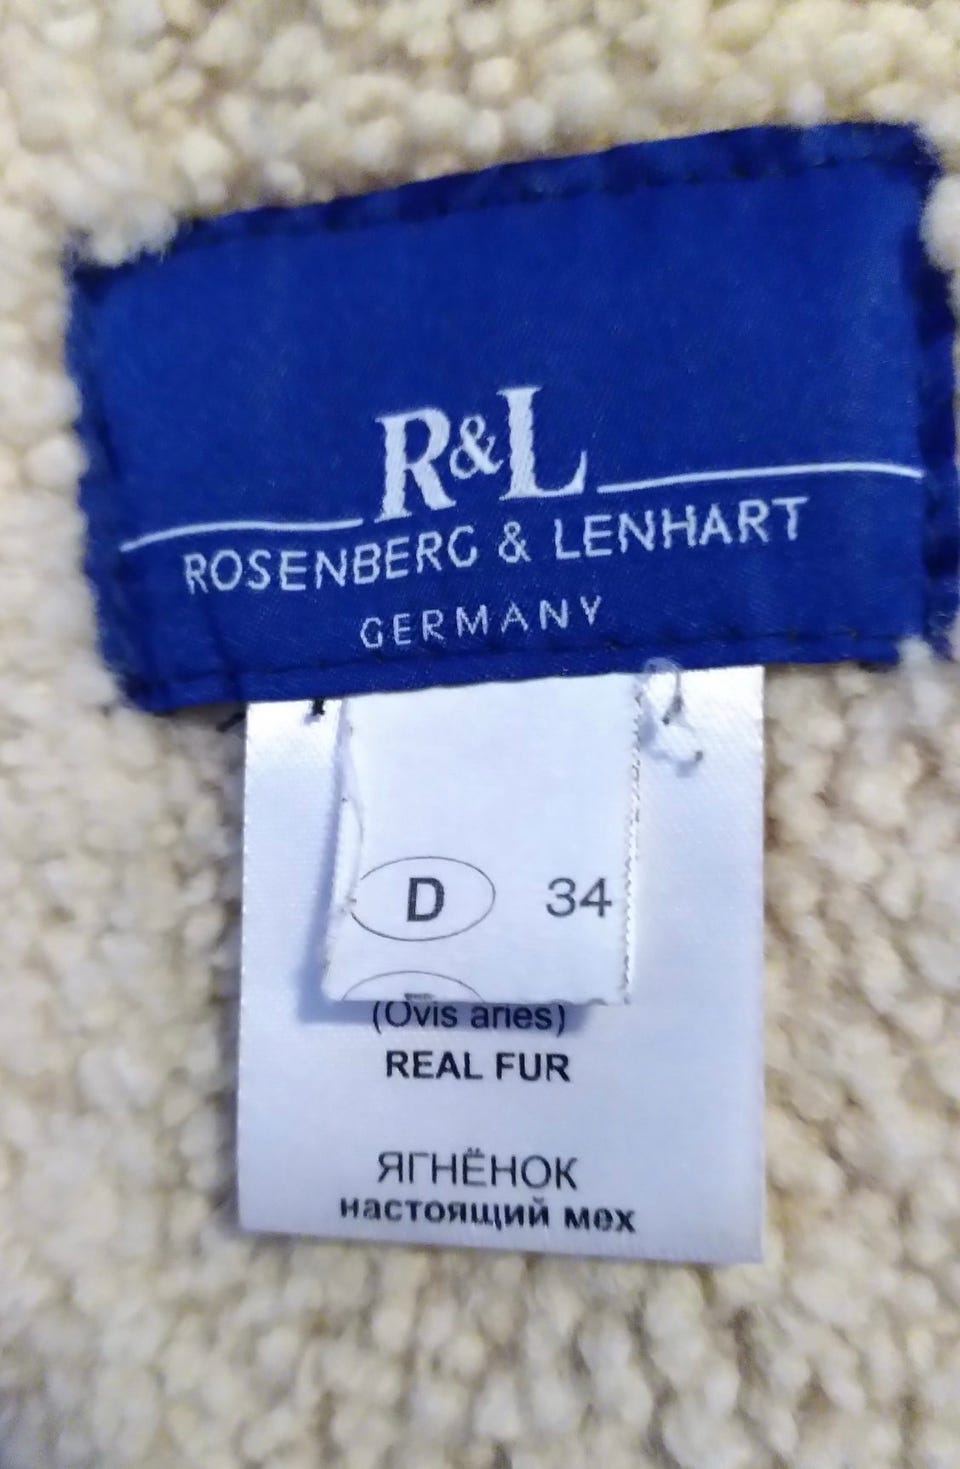 R&L
ROSENBERG & LENHART
GERMANY
D 34
(Ovis aries)
REAL FUR
ЯГНЁНОК
настоящий мех